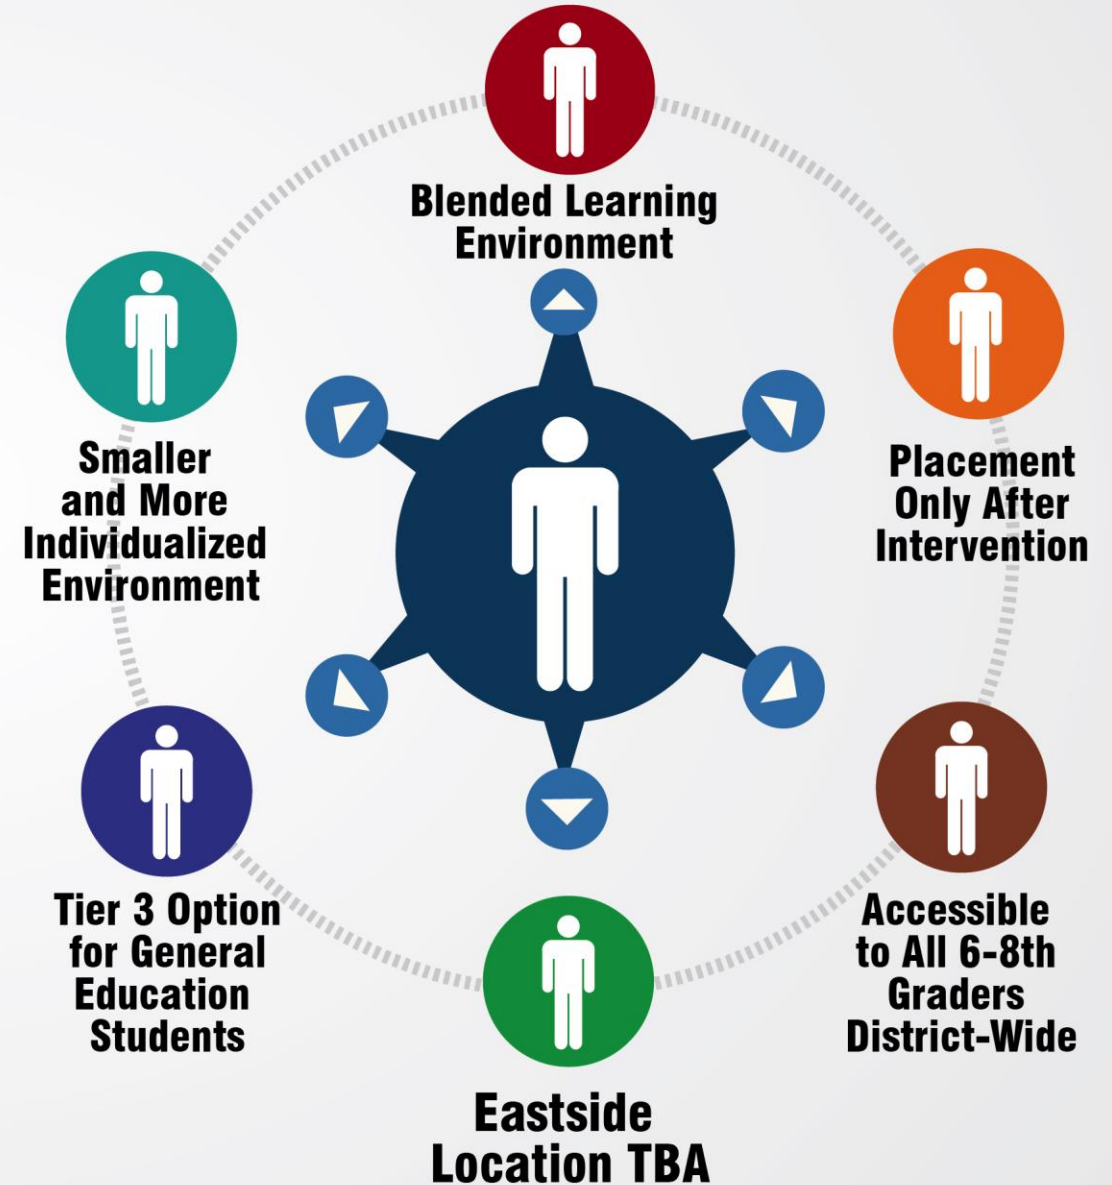 Blended Learning
Environment
Smaller
and More
Individualized
Environment
Placement
Only After
Intervention
Tier 3 Option
for General
Education
Students
Accessible
to All 6-8th
Graders
District-Wide
Eastside
Location TBA